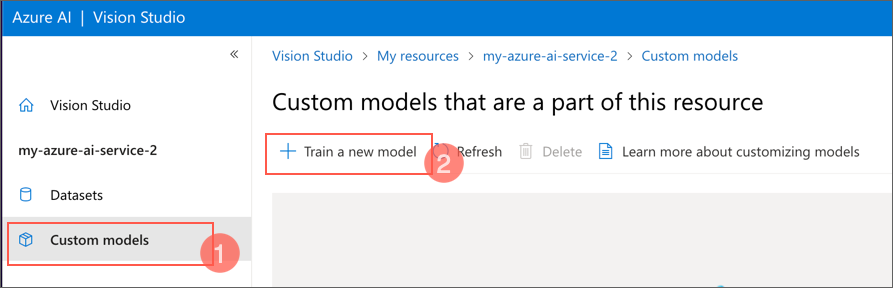 Azure AI | Vision Studio
«
Vision Studio > My resources > my-azure-ai-service-2 > Custom models
Vision Studio
Custom models that are a part of this resource
my-azure-ai-service-2
+ Train a new model 2 Refresh Delete Learn more about customizing models
Datasets
Custom models 1